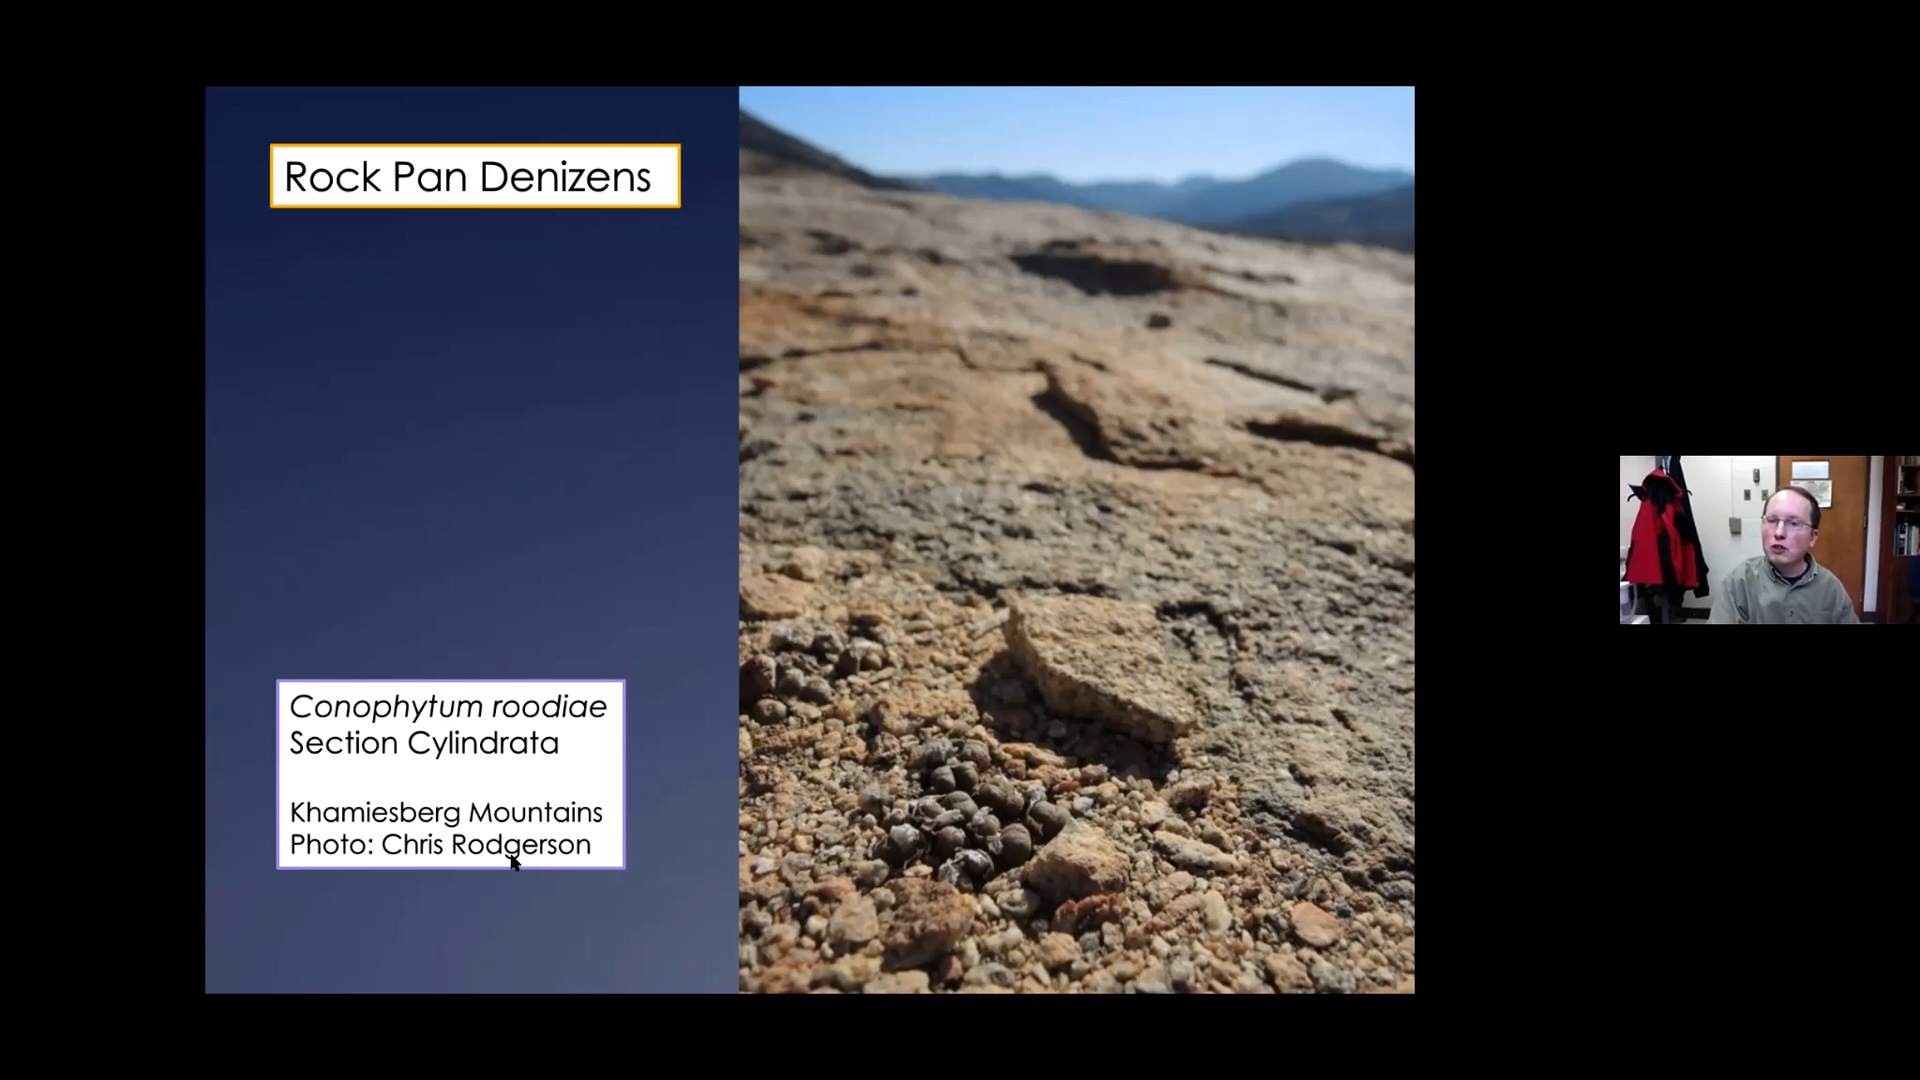 Rock Pan Denizens
Conophytum roodiae
Section Cylindrata
Khamiesberg Mountains
Photo: Chris Rodgerson